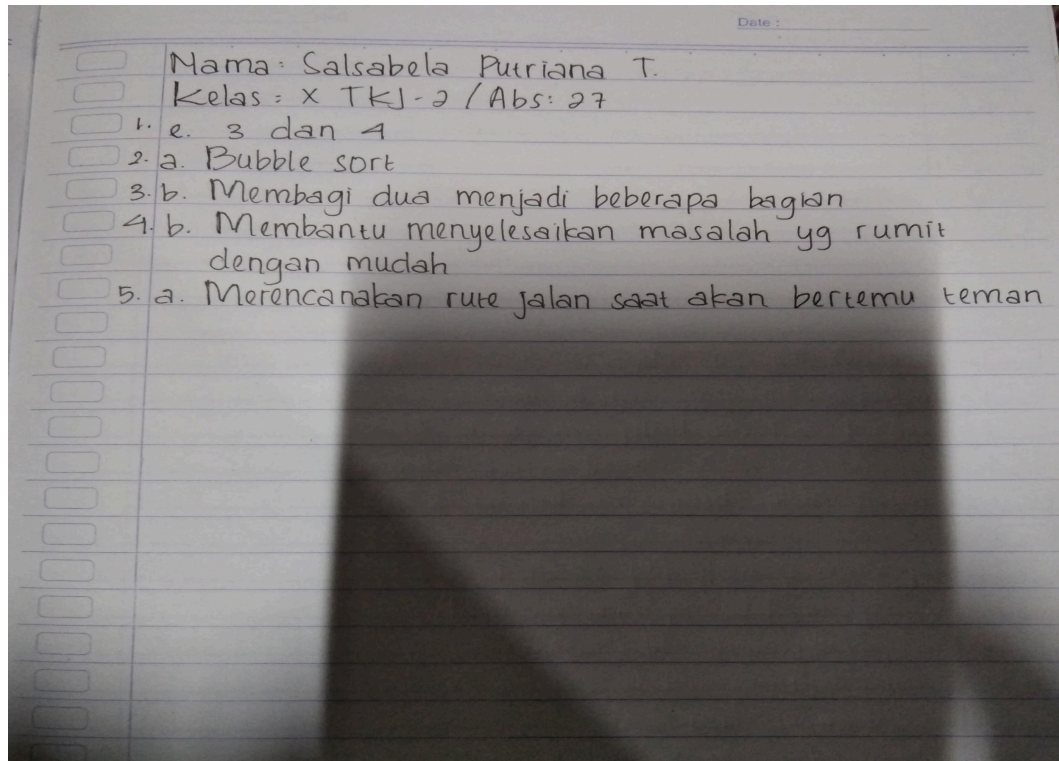 Date :
Nama : Salsabela Putriana T.
Kelas : X TKJ-2 / Abs: 27
1. e. 3 dan 4
2. a. Bubble sort
3. b. Membagi dua menjadi beberapa bagian
4. b. Membantu menyelesaikan masalah yg rumit
dengan mudah
5. a. Merencanakan rute jalan saat akan bertemu teman